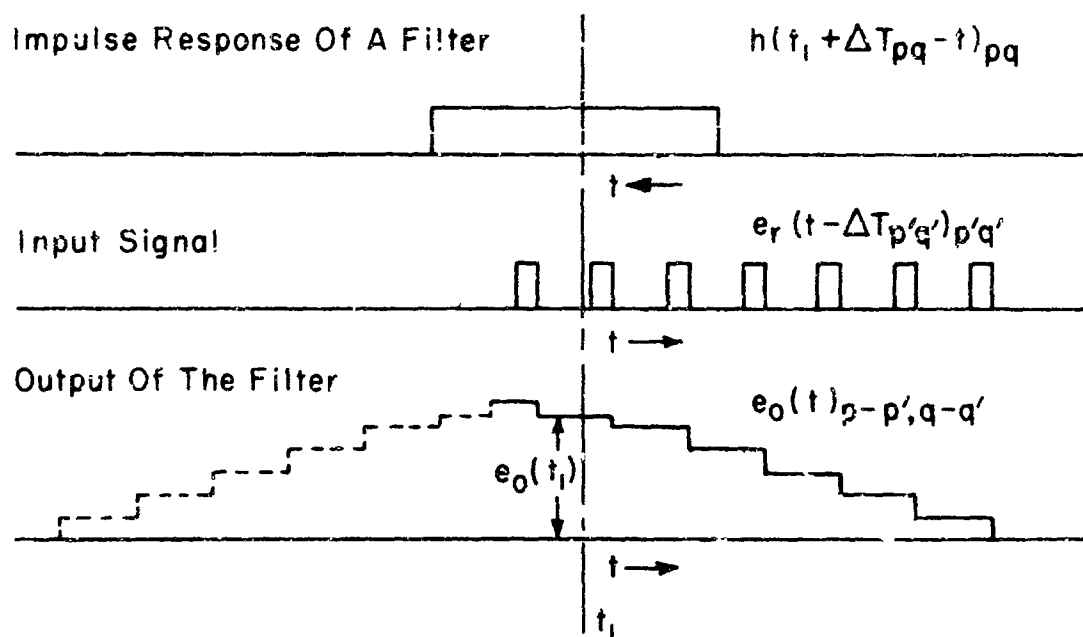 Impulse Response Of A Filter
h(t₁ + ΔT_pq - t)_pq
t
Input Signal
e_r (t - ΔT_p′q′)_p′q′
t
Output Of The Filter
e_o(t)_p-p′,q-q′
e_o(t₁)
t
t₁